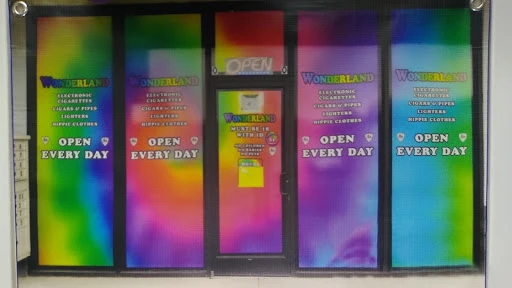 WONDERLAND
ELECTRONIC
CIGARETTES
CIGARS & PIPES
LIGHTERS
HIPPIE CLOTHES
OPEN
EVERY DAY
WONDERLAND
ELECTRONIC
CIGARETTES
CIGARS & PIPES
LIGHTERS
HIPPIE CLOTHES
OPEN
EVERY DAY
OPEN
WONDERLAND
MUST BE 18
WITH ID
WONDERLAND
ELECTRONIC
CIGARETTES
CIGARS & PIPES
LIGHTERS
HIPPIE CLOTHES
OPEN
EVERY DAY
WONDERLAND
ELECTRONIC
CIGARETTES
CIGARS & PIPES
LIGHTERS
HIPPIE CLOTHES
OPEN
EVERY DAY